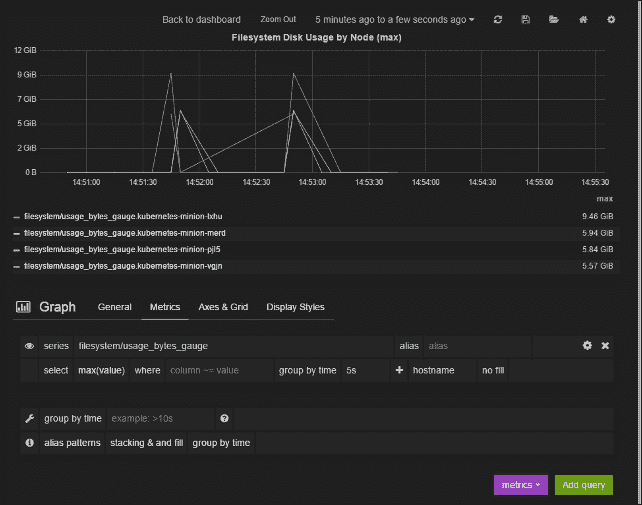 Back to dashboard Zoom Out 5 minutes ago to a few seconds ago
Filesystem Disk Usage by Node (max)
12 GiB
9 GiB
7 GiB
5 GiB
2 GiB
0 B
14:51:00 14:51:30 14:52:00 14:52:30 14:53:00 14:53:30 14:54:00 14:54:30 14:55:00 14:55:30
max
filesystem/usage_bytes_gauge.kubernetes-minion-lxhu 9.46 GiB
filesystem/usage_bytes_gauge.kubernetes-minion-merd 5.94 GiB
filesystem/usage_bytes_gauge.kubernetes-minion-pjl5 5.84 GiB
filesystem/usage_bytes_gauge.kubernetes-minion-vgjn 5.57 GiB
Graph General Metrics Axes & Grid Display Styles
series filesystem/usage_bytes_gauge alias alias
select max(value) where column ~= value group by time 5s hostname no fill
group by time example: >10s
alias patterns stacking & and fill group by time
metrics Add query